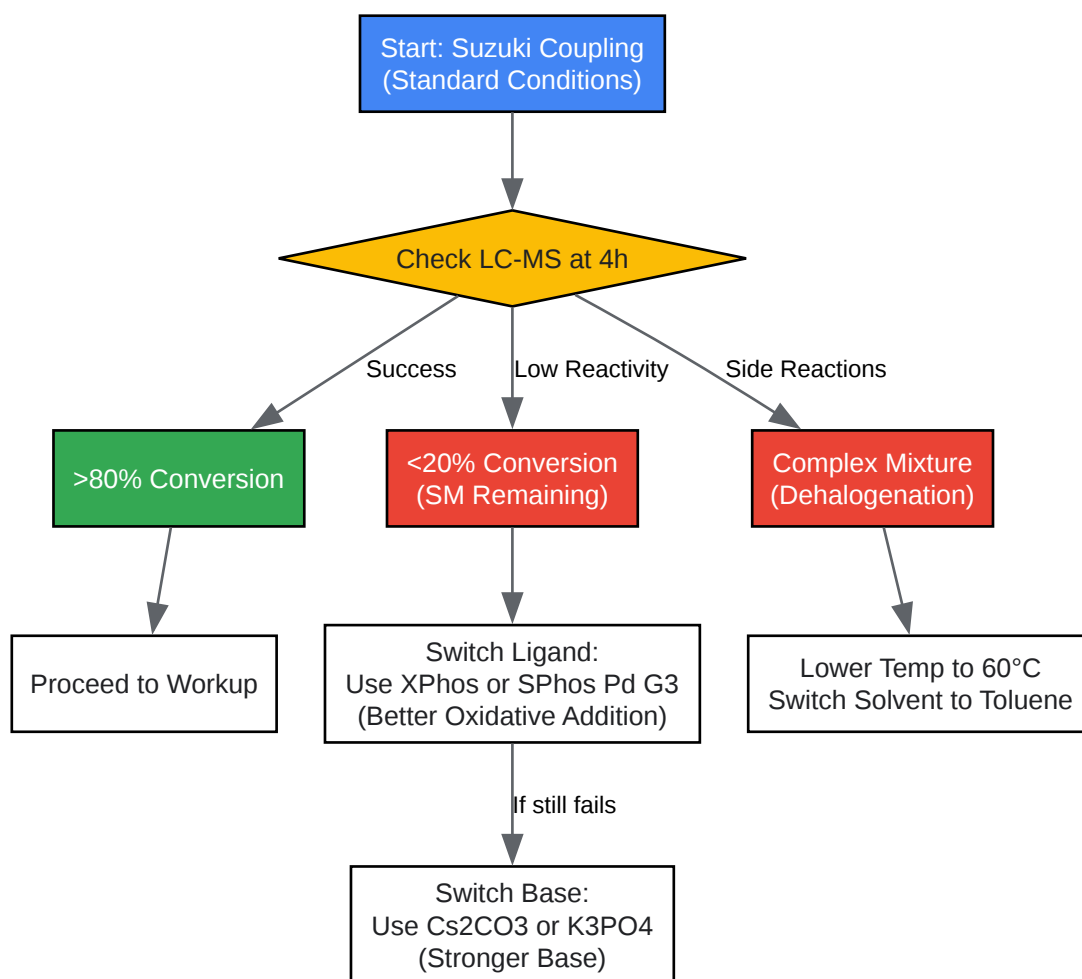 Start: Suzuki Coupling
(Standard Conditions)
Check LC-MS at 4h
Success
Low Reactivity
Side Reactions
>80% Conversion
<20% Conversion
(SM Remaining)
Complex Mixture
(Dehalogenation)
Proceed to Workup
Switch Ligand:
Use XPhos or SPhos Pd G3
(Better Oxidative Addition)
Lower Temp to 60°C
Switch Solvent to Toluene
If still fails
Switch Base:
Use Cs2CO3 or K3PO4
(Stronger Base)